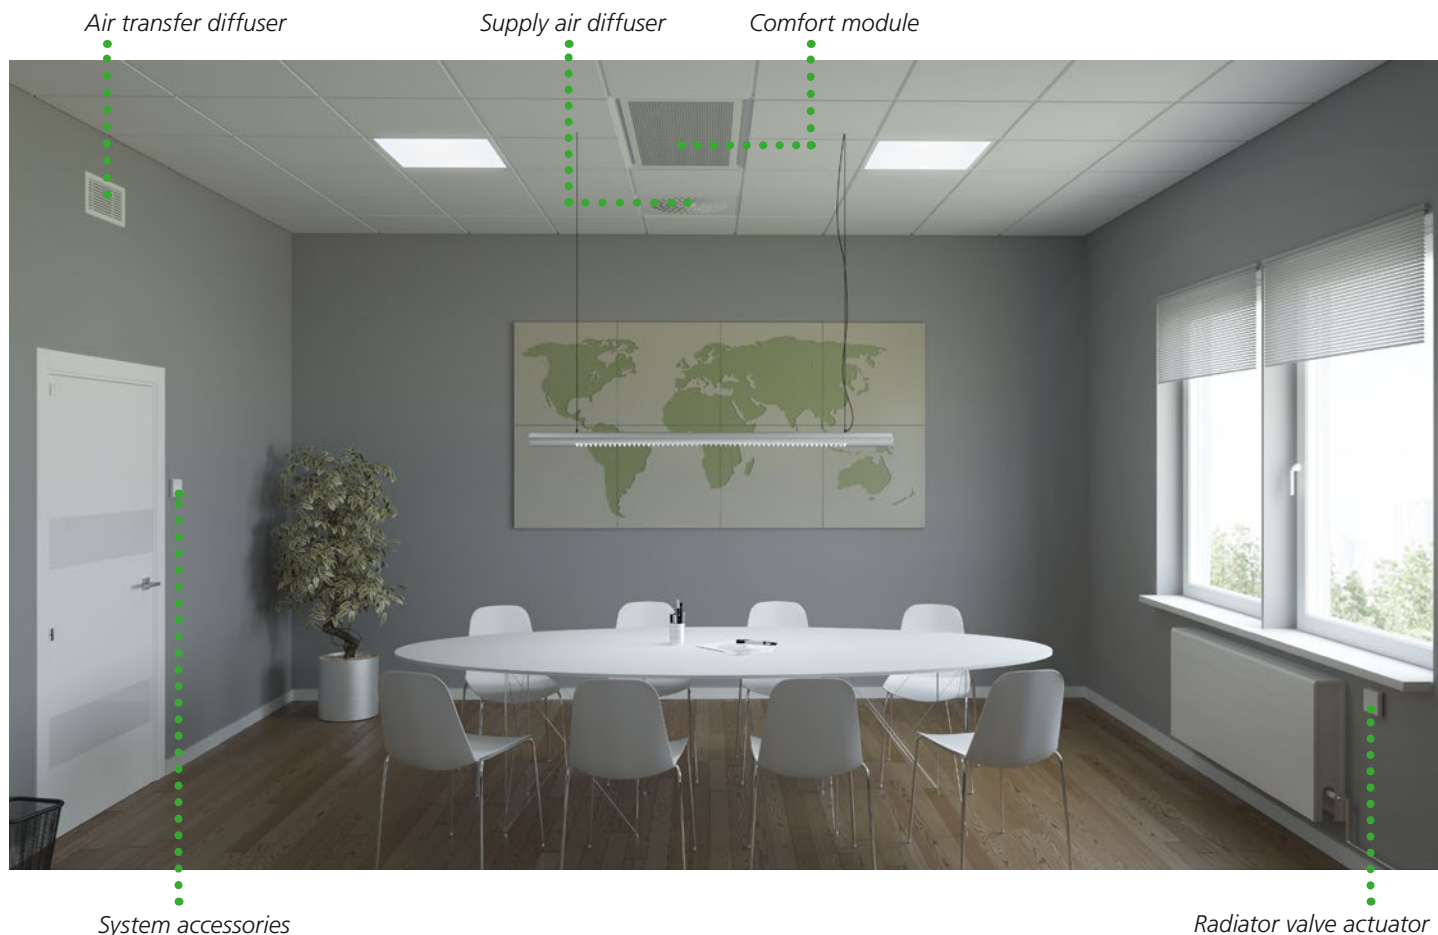 Air transfer diffuser
Supply air diffuser
Comfort module
System accessories
Radiator valve actuator